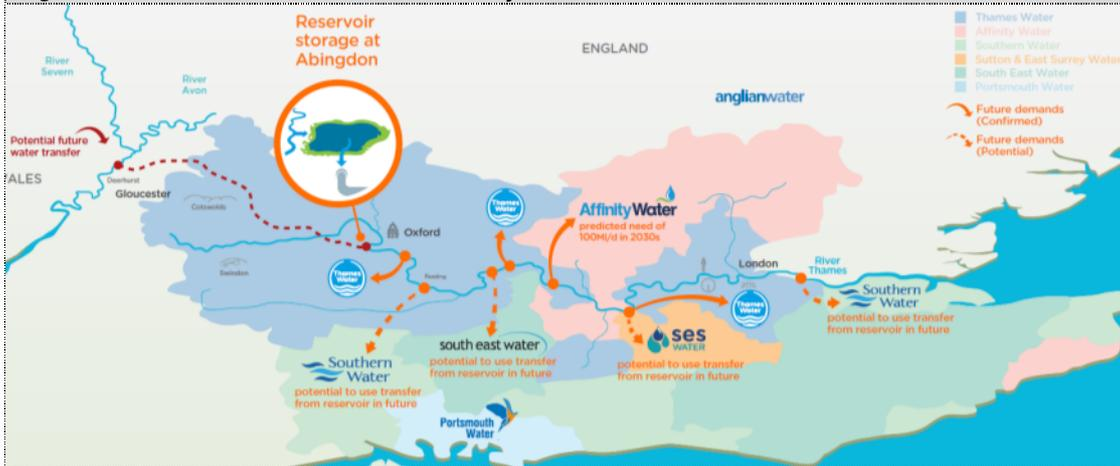 Reservoir
storage at
Abingdon
ENGLAND
River
Severn
River
Avon
anglianwater
Thames Water
Affinity Water
Southern Water
Sutton & East Surrey Water
South East Water
Portsmouth Water
Future demands
(Confirmed)
Future demands
(Potential)
Potential future
water transfer
ALES
Deerhurst
Gloucester
Cotswolds
Oxford
Swindon
Reading
Thames
Water
Thames
Water
AffinityWater
predicted need of
100Ml/d in 2030s
London
River
Thames
Thames
Water
Southern
Water
potential to use transfer
from reservoir in future
ses
WATER
potential to use transfer
from reservoir in future
south east water
potential to use transfer
from reservoir in future
Southern
Water
potential to use transfer
from reservoir in future
Portsmouth
Water